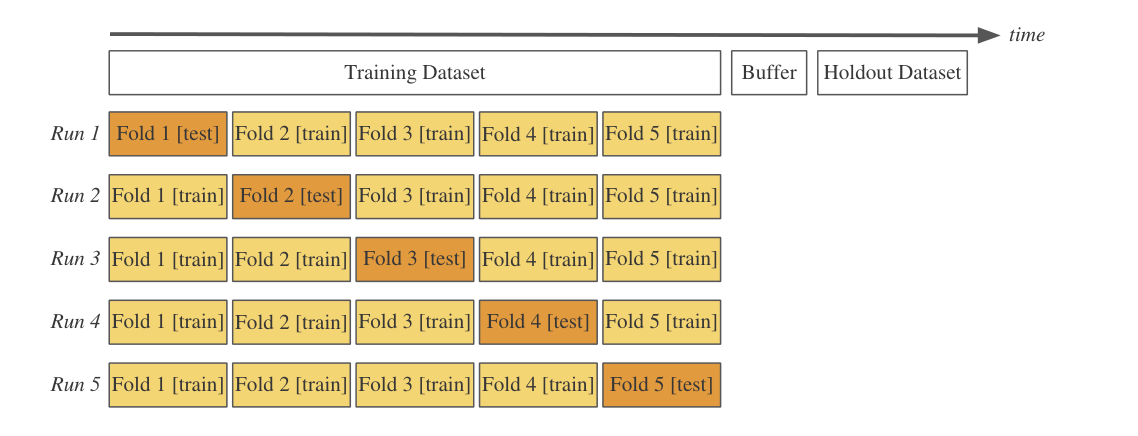 time
Training Dataset Buffer Holdout Dataset
Run 1 Fold 1 [test] Fold 2 [train] Fold 3 [train] Fold 4 [train] Fold 5 [train]
Run 2 Fold 1 [train] Fold 2 [test] Fold 3 [train] Fold 4 [train] Fold 5 [train]
Run 3 Fold 1 [train] Fold 2 [train] Fold 3 [test] Fold 4 [train] Fold 5 [train]
Run 4 Fold 1 [train] Fold 2 [train] Fold 3 [train] Fold 4 [test] Fold 5 [train]
Run 5 Fold 1 [train] Fold 2 [train] Fold 3 [train] Fold 4 [train] Fold 5 [test]